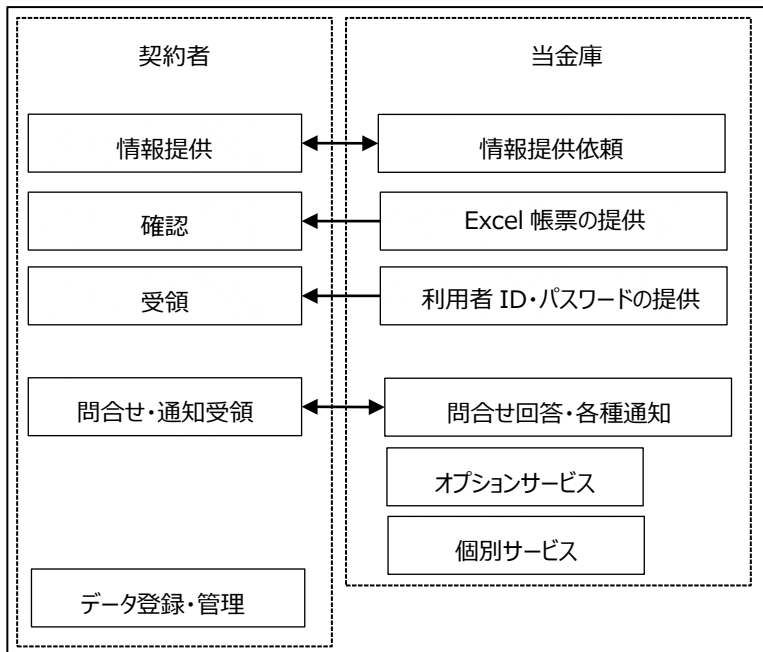 契約者
当金庫
情報提供
情報提供依頼
確認
Excel 帳票の提供
受領
利用者 ID・パスワードの提供
問合せ・通知受領
問合せ回答・各種通知
オプションサービス
個別サービス
データ登録・管理